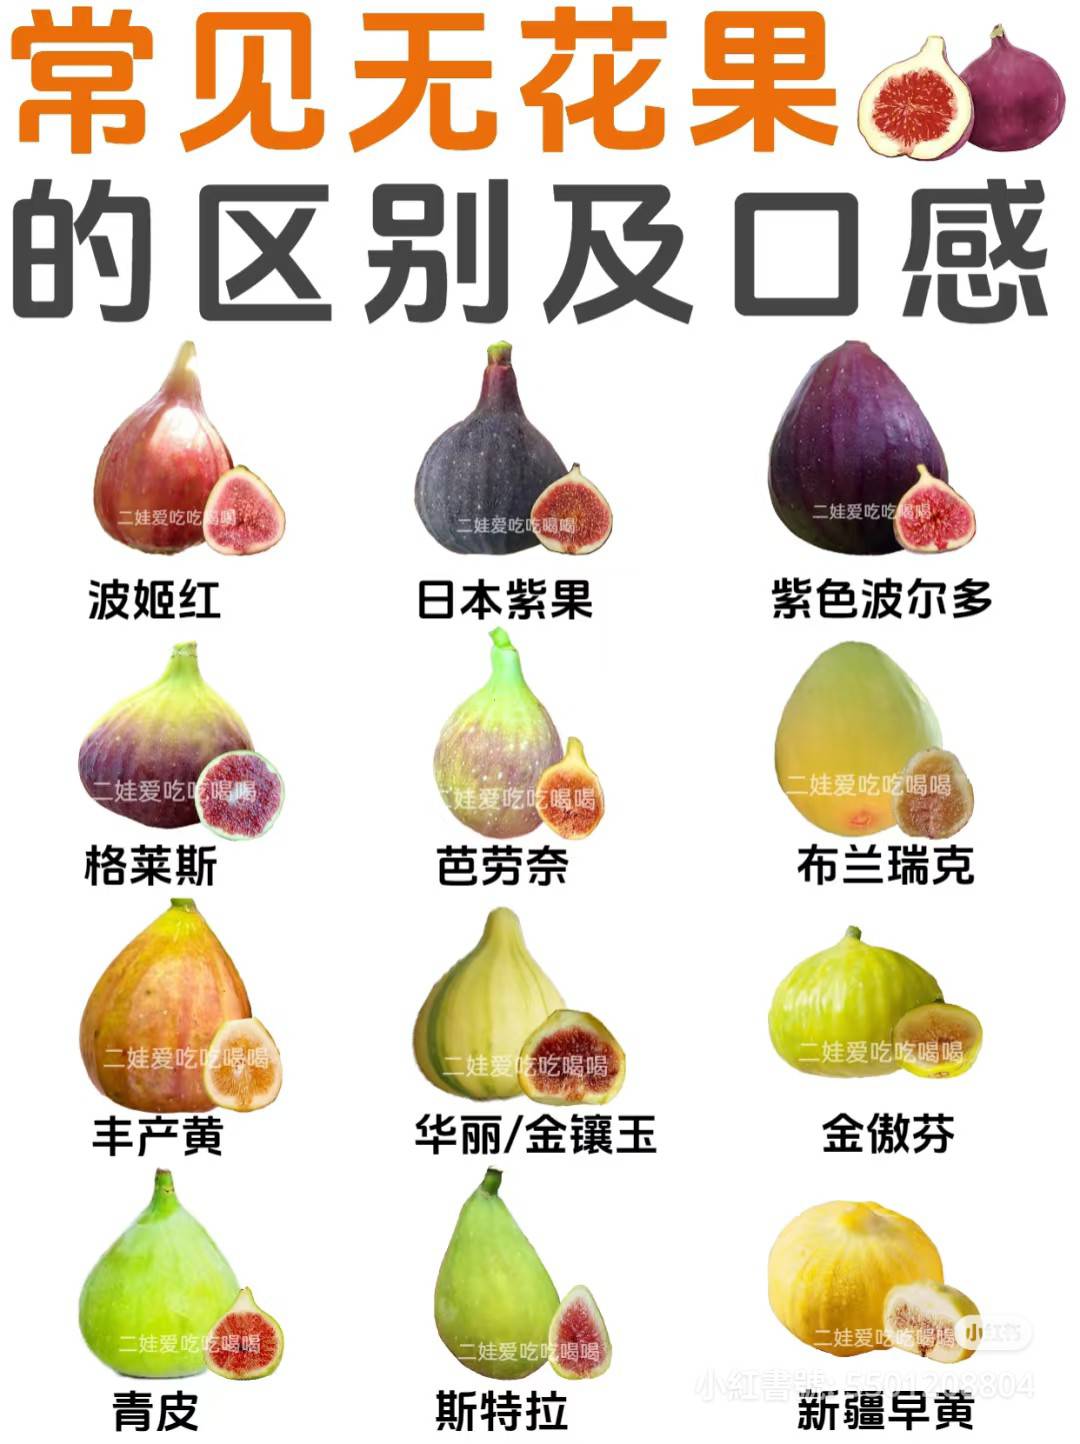 常见无花果
的区别及口感
二娃爱吃吃喝喝 二娃爱吃吃喝喝 二娃爱吃吃喝喝
波姬红 日本紫果 紫色波尔多
二娃爱吃吃喝喝 二娃爱吃吃喝喝 二娃爱吃吃喝喝
格莱斯 芭劳奈 布兰瑞克
二娃爱吃吃喝喝 二娃爱吃吃喝喝 二娃爱吃吃喝喝
丰产黄 华丽/金镶玉 金傲芬
二娃爱吃吃喝喝 二娃爱吃吃喝喝 二娃爱吃吃喝喝
小红书
小紅書號: 5501208804
青皮 斯特拉 新疆早黄